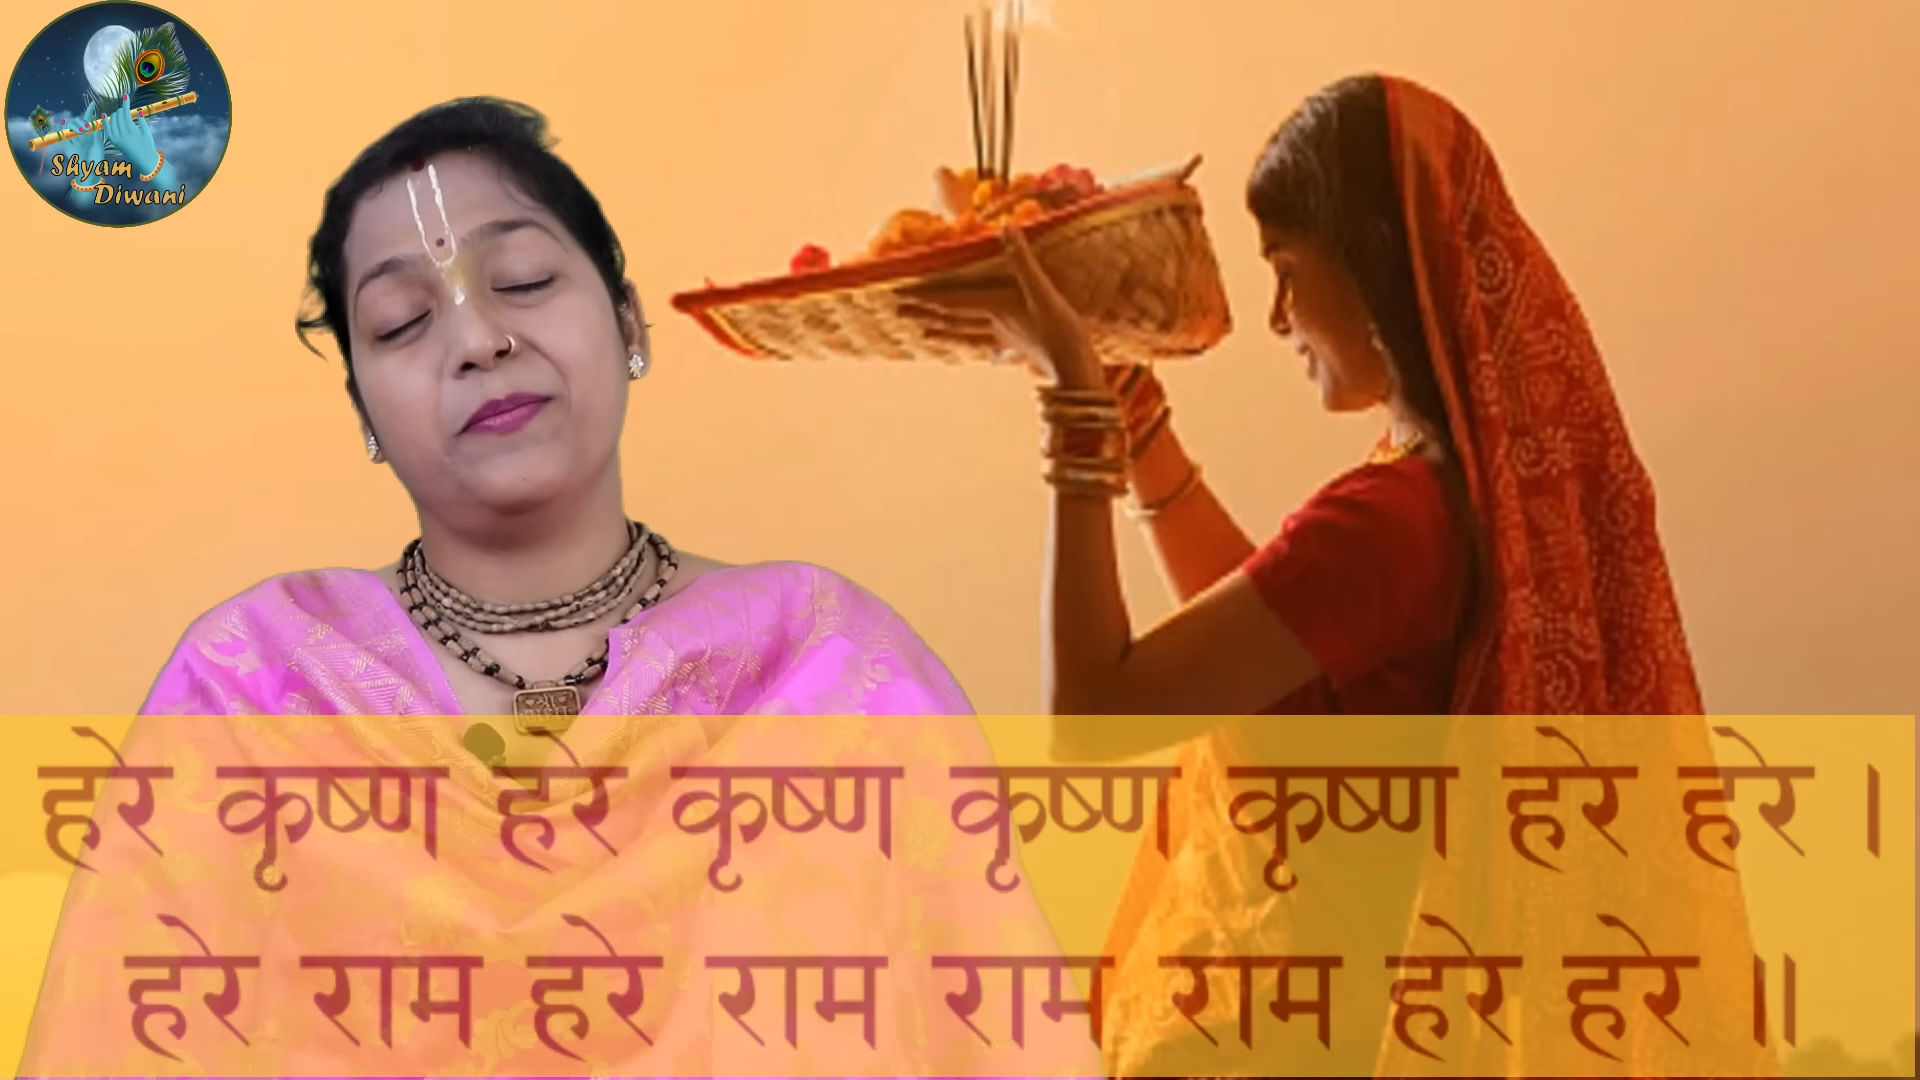 Shyam
Diwani
हरे कृष्ण हरे कृष्ण कृष्ण कृष्ण हरे हरे ।
हरे राम हरे राम राम राम हरे हरे ॥